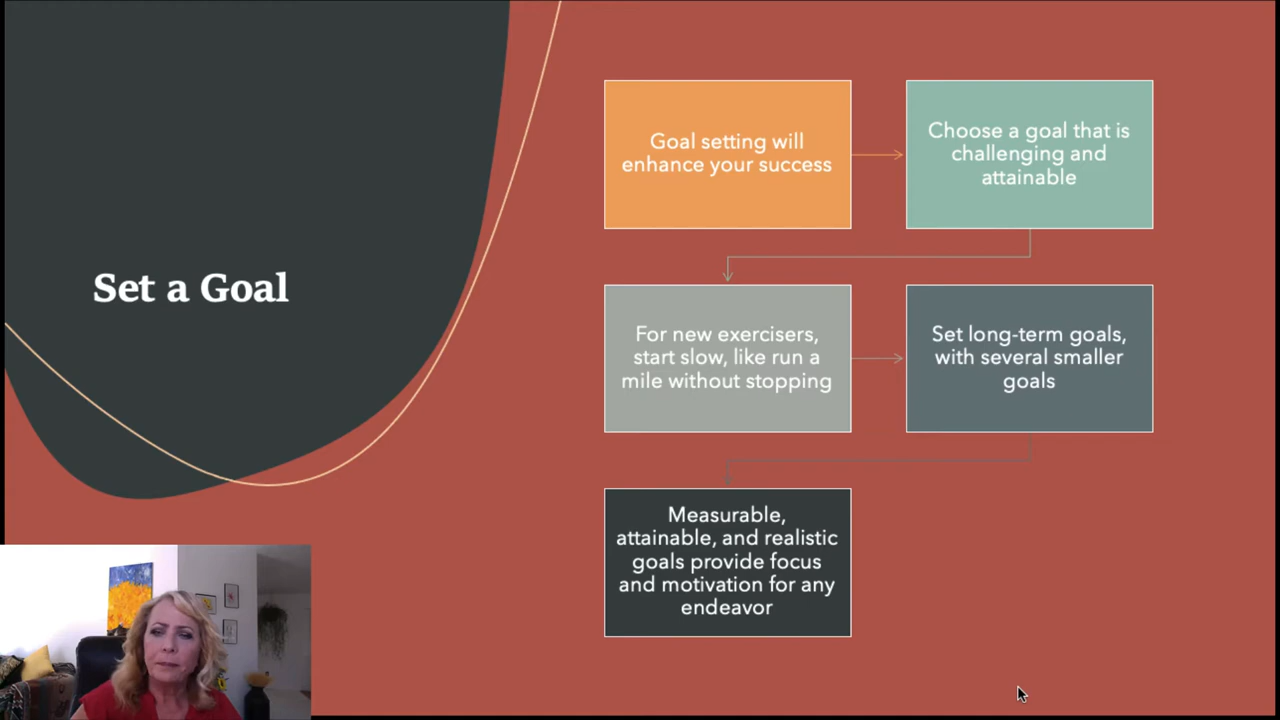 Set a Goal
Goal setting will
enhance your success
Choose a goal that is
challenging and
attainable
For new exercisers,
start slow, like run a
mile without stopping
Set long-term goals,
with several smaller
goals
Measurable,
attainable, and realistic
goals provide focus
and motivation for any
endeavor